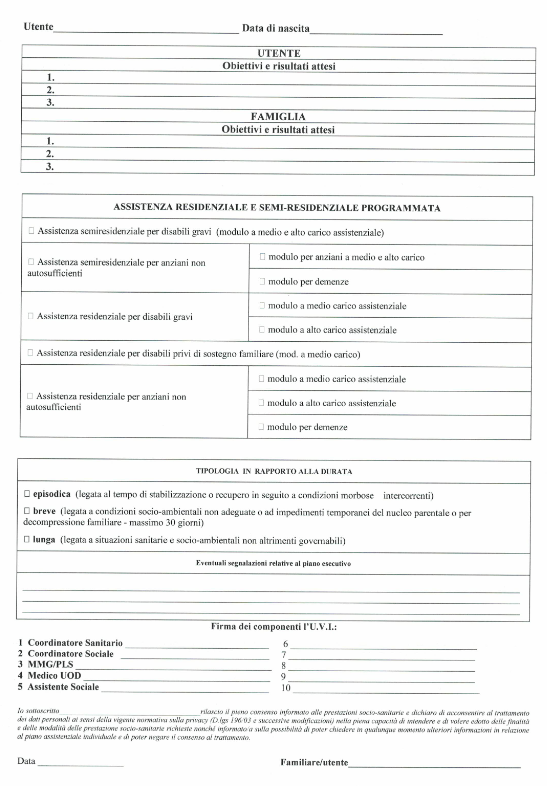 Utente____________________________ Data di nascita____________________
UTENTE
Obiettivi e risultati attesi
1.
2.
3.
FAMIGLIA
Obiettivi e risultati attesi
1.
2.
3.
ASSISTENZA RESIDENZIALE E SEMI-RESIDENZIALE PROGRAMMATA
□ Assistenza semiresidenziale per disabili gravi (modulo a medio e alto carico assistenziale)
□ Assistenza semiresidenziale per anziani non
autosufficienti
□ modulo per anziani a medio e alto carico
□ modulo per demenze
□ Assistenza residenziale per disabili gravi
□ modulo a medio carico assistenziale
□ modulo a alto carico assistenziale
□ Assistenza residenziale per disabili privi di sostegno familiare (mod. a medio carico)
□ Assistenza residenziale per anziani non
autosufficienti
□ modulo a medio carico assistenziale
□ modulo a alto carico assistenziale
□ modulo per demenze
TIPOLOGIA IN RAPPORTO ALLA DURATA
□ episodica (legata al tempo di stabilizzazione o recupero in seguito a condizioni morbose intercorrenti)
□ breve (legata a condizioni socio-ambientali non adeguate o ad impedimenti temporanei del nucleo parentale o per
decompressione familiare - massimo 30 giorni)
□ lunga (legata a situazioni sanitarie e socio-ambientali non altrimenti governabili)
Eventuali segnalazioni relative al piano esecutivo
Firma dei componenti l'U.V.I.:
1 Coordinatore Sanitario ____________________ 6 ____________________
2 Coordinatore Sociale ____________________ 7 ____________________
3 MMG/PLS ____________________ 8 ____________________
4 Medico UOD ____________________ 9 ____________________
5 Assistente Sociale ____________________ 10 ____________________
Io sottoscritto ____________________rilascio il pieno consenso informato alle prestazioni socio-sanitarie e dichiaro di acconsentire al trattamento
dei dati personali ai sensi della vigente normativa sulla privacy (D.lgs 196/03 e successive modificazioni) nella piena capacità di intendere e di volere edotto delle finalità
e delle modalità delle prestazione socio-sanitarie richieste nonchè informato/a sulla possibilità di poter chiedere in qualunque momento ulteriori informazioni in relazione
al piano assistenziale individuale e di poter negare il consenso al trattamento.
Data ____________________ Familiare/utente____________________